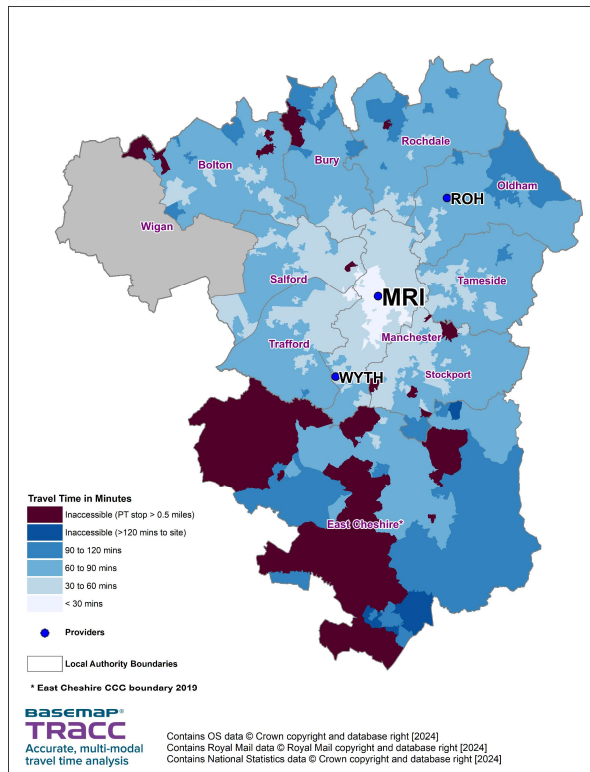 Rochdale
Bolton
Bury
Oldham
ROH
Wigan
Salford
Tameside
MRI
Trafford
Manchester
WYTH
Stockport
East Cheshire*
Travel Time in Minutes
Inaccessible (PT stop > 0.5 miles)
Inaccessible (>120 mins to site)
90 to 120 mins
60 to 90 mins
30 to 60 mins
< 30 mins
Providers
Local Authority Boundaries
* East Cheshire CCC boundary 2019
BASEMAP®
TRACC
Accurate, multi-modal
travel time analysis
Contains OS data © Crown copyright and database right [2024]
Contains Royal Mail data © Royal Mail copyright and database right [2024]
Contains National Statistics data © Crown copyright and database right [2024]